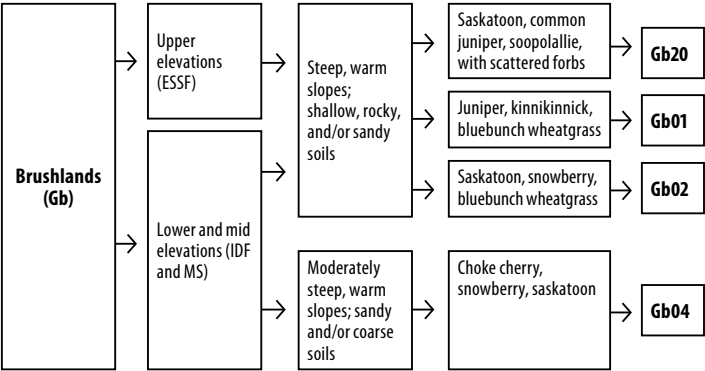 Brushlands
(Gb)
Upper
elevations
(ESSF)
Lower and mid
elevations (IDF
and MS)
Steep, warm
slopes;
shallow, rocky,
and/or sandy
soils
Moderately
steep, warm
slopes; sandy
and/or coarse
soils
Saskatoon, common
juniper, soopolallie,
with scattered forbs
Juniper, kinnikinnick,
bluebunch wheatgrass
Saskatoon, snowberry,
bluebunch wheatgrass
Choke cherry,
snowberry, saskatoon
Gb20
Gb01
Gb02
Gb04